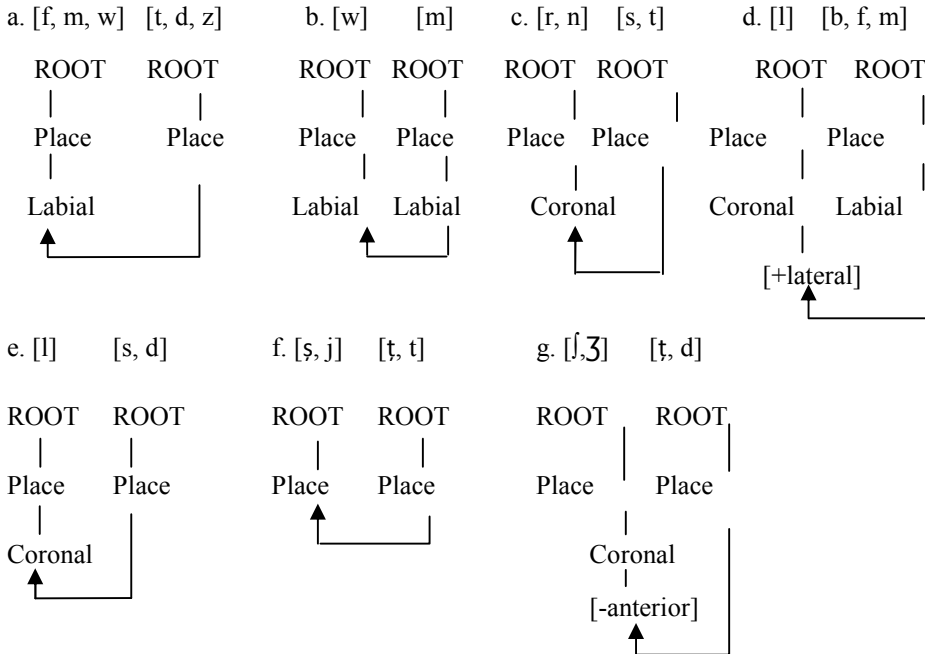 a. [f, m, w] [t, d, z] b. [w] [m] c. [r, n] [s, t] d. [l] [b, f, m]
ROOT ROOT ROOT ROOT ROOT ROOT ROOT ROOT
Place Place Place Place Place Place Place Place
Labial Labial Labial Coronal Coronal Labial
[+lateral]
e. [l] [s, d] f. [ṣ, j] [ṭ, t] g. [ʃ,ʒ] [ṭ, d]
ROOT ROOT ROOT ROOT ROOT ROOT
Place Place Place Place Place Place
Coronal Coronal
[-anterior]